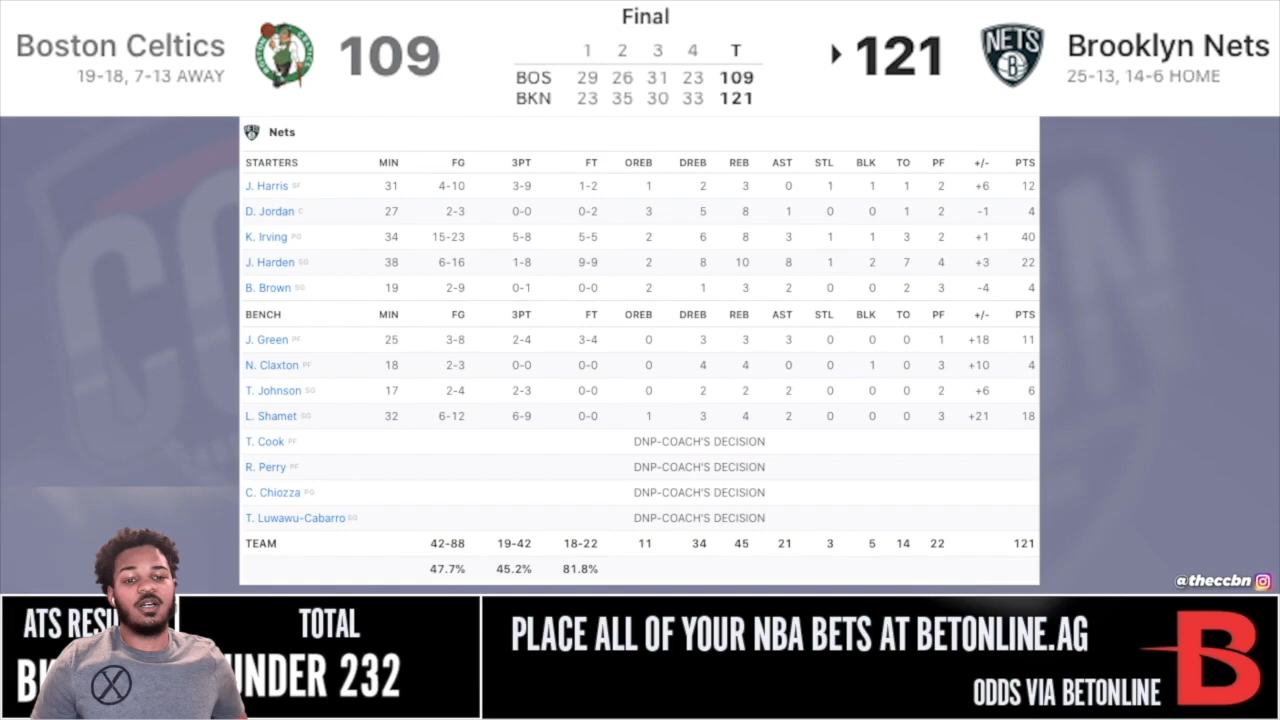 Final
Boston Celtics
19-18, 7-13 AWAY
109
1 2 3 4 T
BOS 29 26 31 23 109
BKN 23 35 30 33 121
121
NETS
B
Brooklyn Nets
25-13, 14-6 HOME
Nets
STARTERS MIN FG 3PT FT OREB DREB REB AST STL BLK TO PF +/- PTS
J. Harris SF 31 4-10 3-9 1-2 1 2 3 0 1 1 1 2 +6 12
D. Jordan C 27 2-3 0-0 0-2 3 5 8 1 0 0 1 2 -1 4
K. Irving PG 34 15-23 5-8 5-5 2 6 8 3 1 1 3 2 +1 40
J. Harden SG 38 6-16 1-8 9-9 2 8 10 8 1 2 7 4 +3 22
B. Brown SG 19 2-9 0-1 0-0 2 1 3 2 0 0 2 3 -4 4
BENCH MIN FG 3PT FT OREB DREB REB AST STL BLK TO PF +/- PTS
J. Green PF 25 3-8 2-4 3-4 0 3 3 3 0 0 0 1 +18 11
N. Claxton PF 18 2-3 0-0 0-0 0 4 4 0 0 1 0 3 +10 4
T. Johnson SG 17 2-4 2-3 0-0 0 2 2 2 0 0 0 2 +6 6
L. Shamet SG 32 6-12 6-9 0-0 1 3 4 2 0 0 0 3 +21 18
T. Cook PF DNP-COACH'S DECISION
R. Perry PF DNP-COACH'S DECISION
C. Chiozza PG DNP-COACH'S DECISION
T. Luwawu-Cabarro SG DNP-COACH'S DECISION
TEAM 42-88 19-42 18-22 11 34 45 21 3 5 14 22 121
47.7% 45.2% 81.8%
@theccbn
ATS RESU
TOTAL
UNDER 232
PLACE ALL OF YOUR NBA BETS AT BETONLINE.AG
ODDS VIA BETONLINE
B